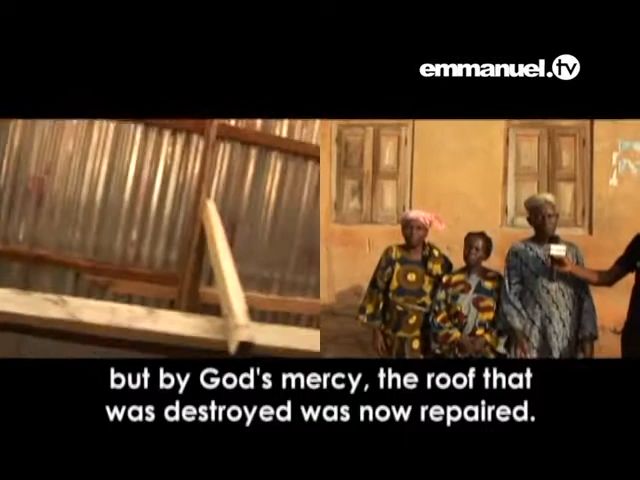 emmanuel.tv
but by God's mercy, the roof that
was destroyed was now repaired.